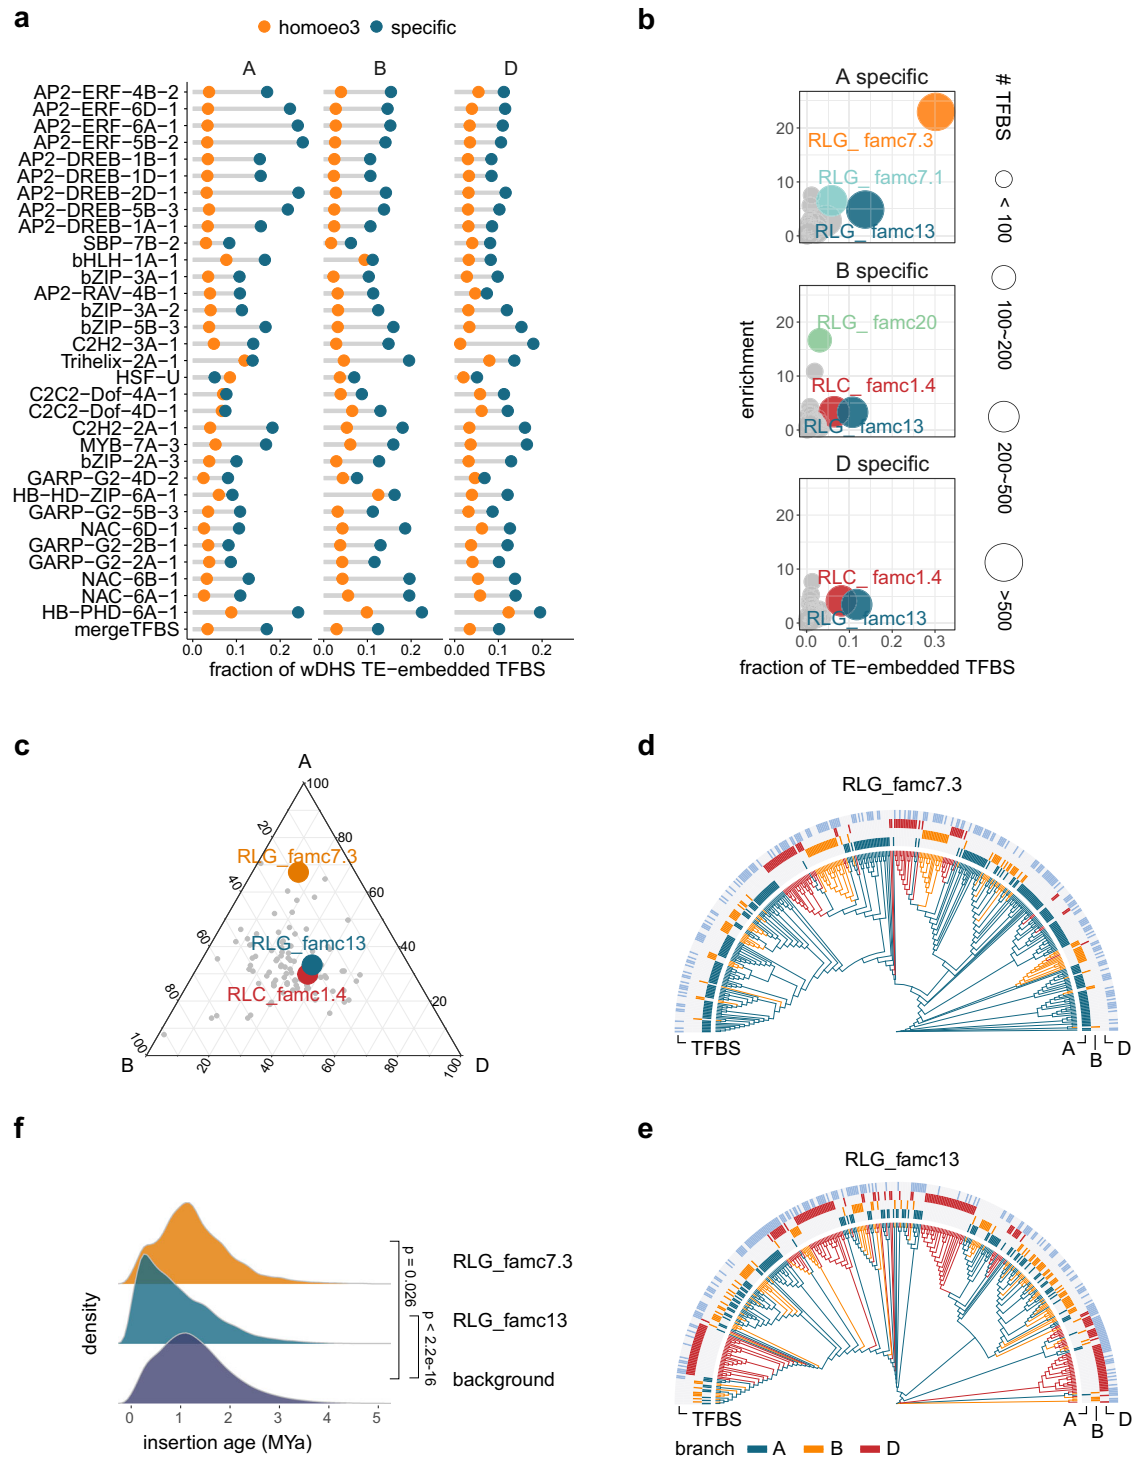 a
homoeo3 specific
A B D
AP2−ERF−4B−2
AP2−ERF−6D−1
AP2−ERF−6A−1
AP2−ERF−5B−2
AP2−DREB−1B−1
AP2−DREB−1D−1
AP2−DREB−2D−1
AP2−DREB−5B−3
AP2−DREB−1A−1
SBP−7B−2
bHLH−1A−1
bZIP−3A−1
AP2−RAV−4B−1
bZIP−3A−2
bZIP−5B−3
C2H2−3A−1
Trihelix−2A−1
HSF−U
C2C2−Dof−4A−1
C2C2−Dof−4D−1
C2H2−2A−1
MYB−7A−3
bZIP−2A−3
GARP−G2−4D−2
HB−HD−ZIP−6A−1
GARP−G2−5B−3
NAC−6D−1
GARP−G2−2B−1
GARP−G2−2A−1
NAC−6B−1
NAC−6A−1
HB−PHD−6A−1
mergeTFBS
0.0 0.1 0.2 0.0 0.1 0.2 0.0 0.1 0.2
fraction of wDHS TE−embedded TFBS
b
A specific
20
10
0
RLG_ famc7.3
RLG_ famc7.1
RLG_ famc13
B specific
20
10
0
RLG_ famc20
RLC_ famc1.4
RLG_ famc13
D specific
20
10
0
RLC_ famc1.4
RLG_ famc13
0.0 0.1 0.2 0.3
enrichment
fraction of TE−embedded TFBS
# TFBS
< 100
100~200
200~500
>500
c
A
100
80
60
40
20
20
40
60
80
100
B
20
40
60
80
100
D
RLG_famc7.3
RLG_famc13
RLC_famc1.4
d
RLG_famc7.3
TFBS
A
B
D
f
density
RLG_famc7.3
RLG_famc13
background
p = 0.026
p < 2.2e-16
0 1 2 3 4 5
insertion age (MYa)
e
RLG_famc13
TFBS
A
B
D
branch A B D